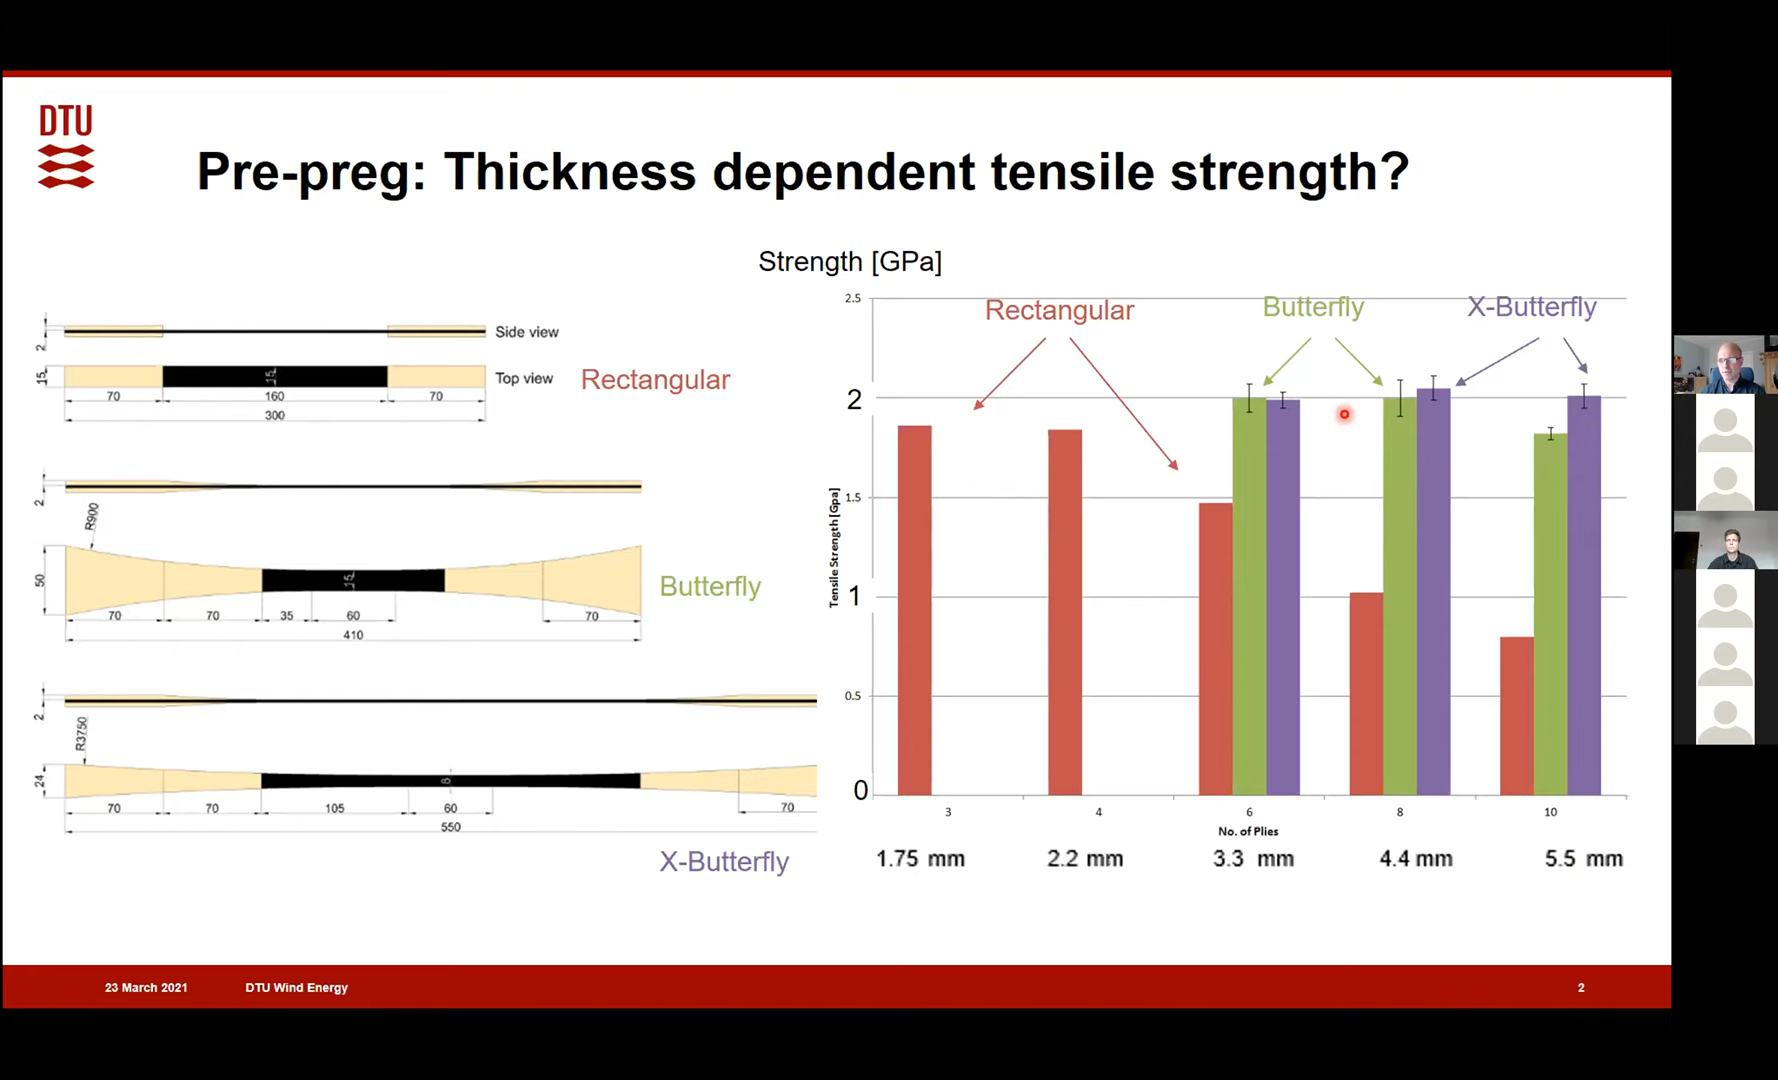 DTU
Pre-preg: Thickness dependent tensile strength?
Strength [GPa]
2
Side view
15
15
Top view
70
160
70
300
Rectangular
2
R900
50
15
70
70
35
60
70
410
Butterfly
2
R3750
24
8
70
70
105
60
70
550
X-Butterfly
Rectangular
Butterfly
X-Butterfly
2.5
2
1.5
1
0.5
0
Tensile Strength [Gpa]
3
4
6
8
10
No. of Plies
1.75 mm
2.2 mm
3.3 mm
4.4 mm
5.5 mm
23 March 2021
DTU Wind Energy
2